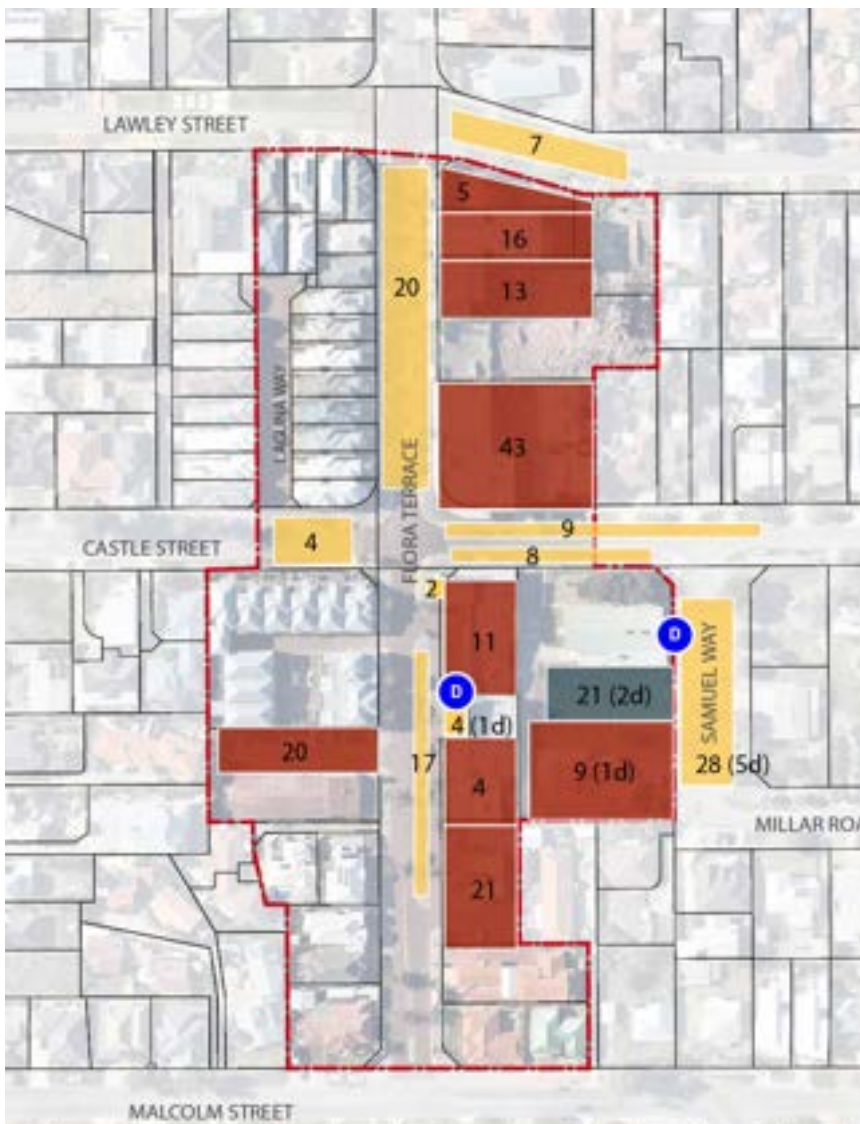 LAWLEY STREET
7
5
16
20
13
LAGUNA WAY
FLORA TERRACE
43
9
CASTLE STREET
4
8
2
11
D
D
SAMUEL WAY
21 (2d)
4 (1d)
20
17
4
9 (1d)
28 (5d)
MILLAR ROA
21
MALCOLM STREET